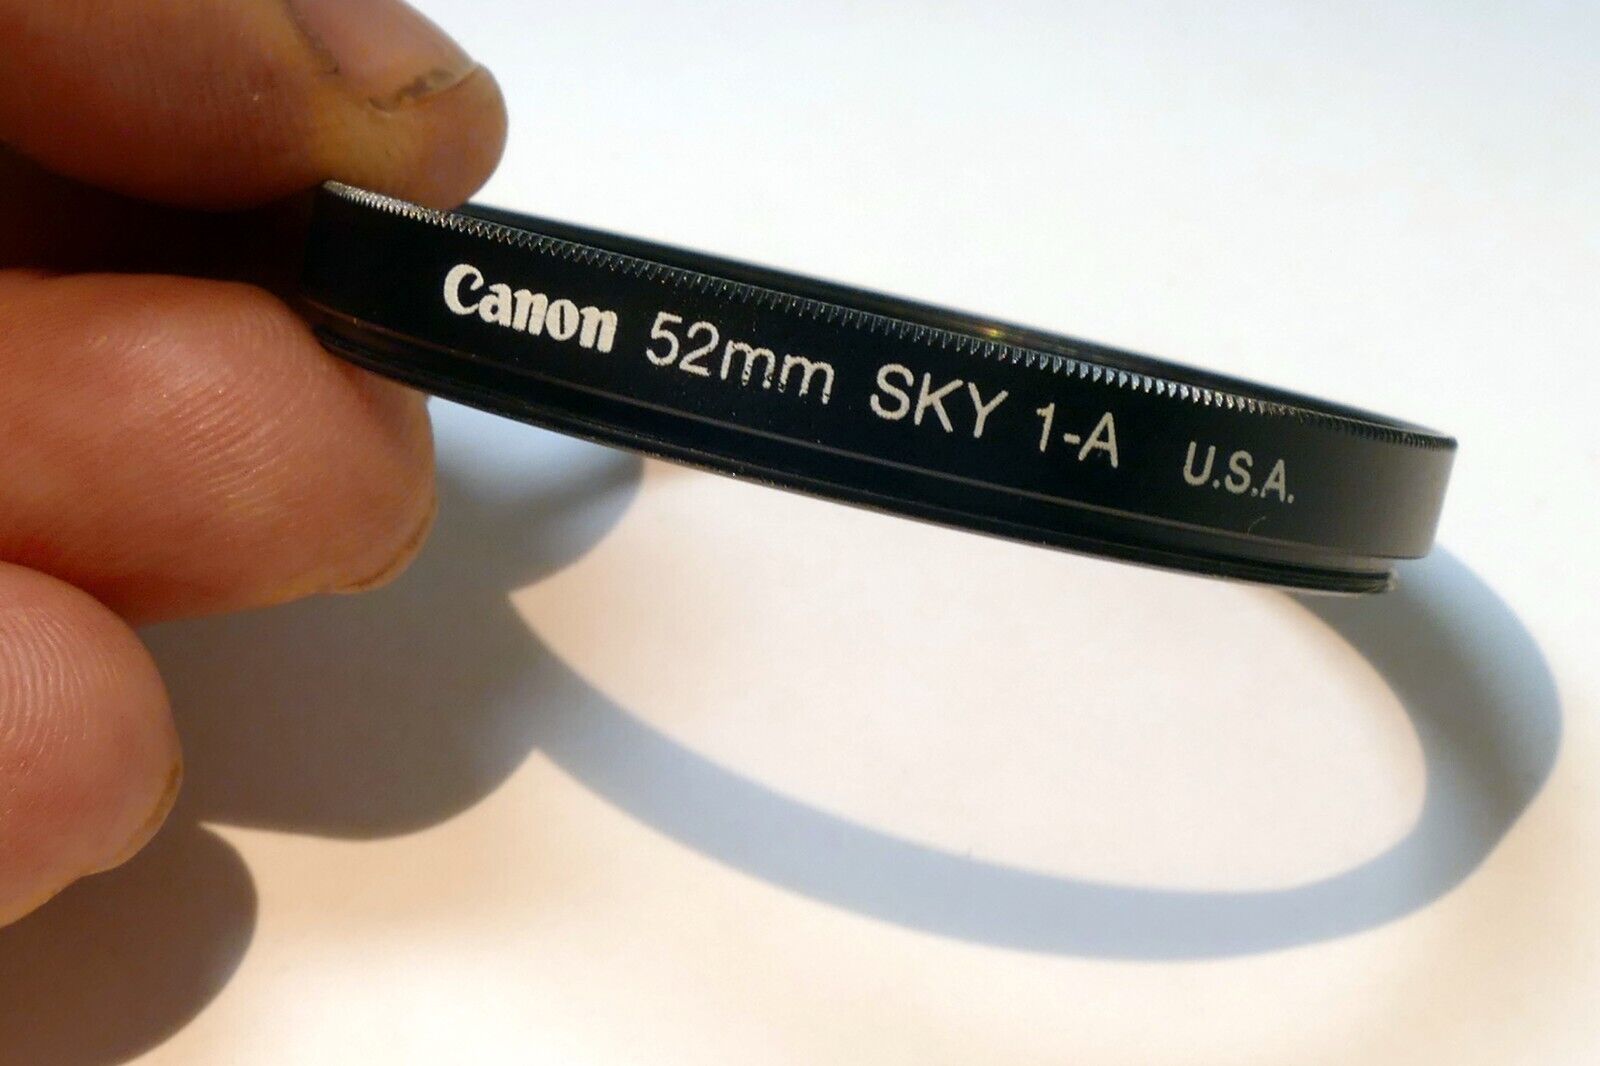 Canon 52mm SKY 1-A U.S.A.